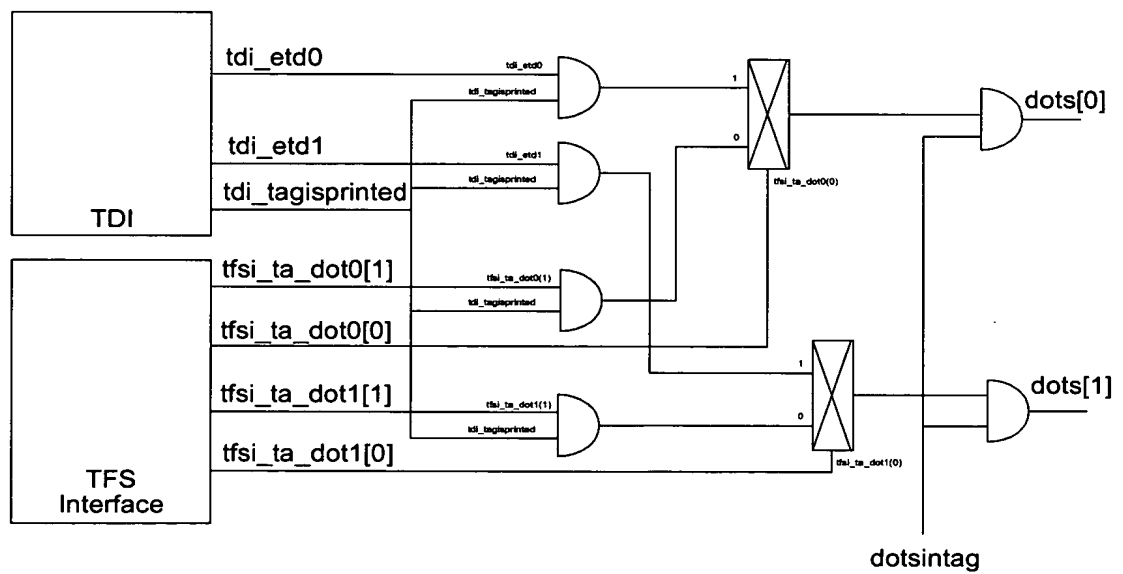 tdi_etd0
tdi_etd0
tdi_tagisprinted
1
dots[0]
tdi_etd1
tdi_etd1
0
tdi_tagisprinted
tfsi_ta_dot0(0)
tdi_tagisprinted
TDI
tfsi_ta_dot0[1]
tfsi_ta_dot0(1)
tdi_tagisprinted
tfsi_ta_dot0[0]
1
tfsi_ta_dot1[1]
tfsi_ta_dot1(1)
0
dots[1]
tdi_tagisprinted
tfsi_ta_dot1[0]
tfsi_ta_dot1(0)
TFS
Interface
dotsintag